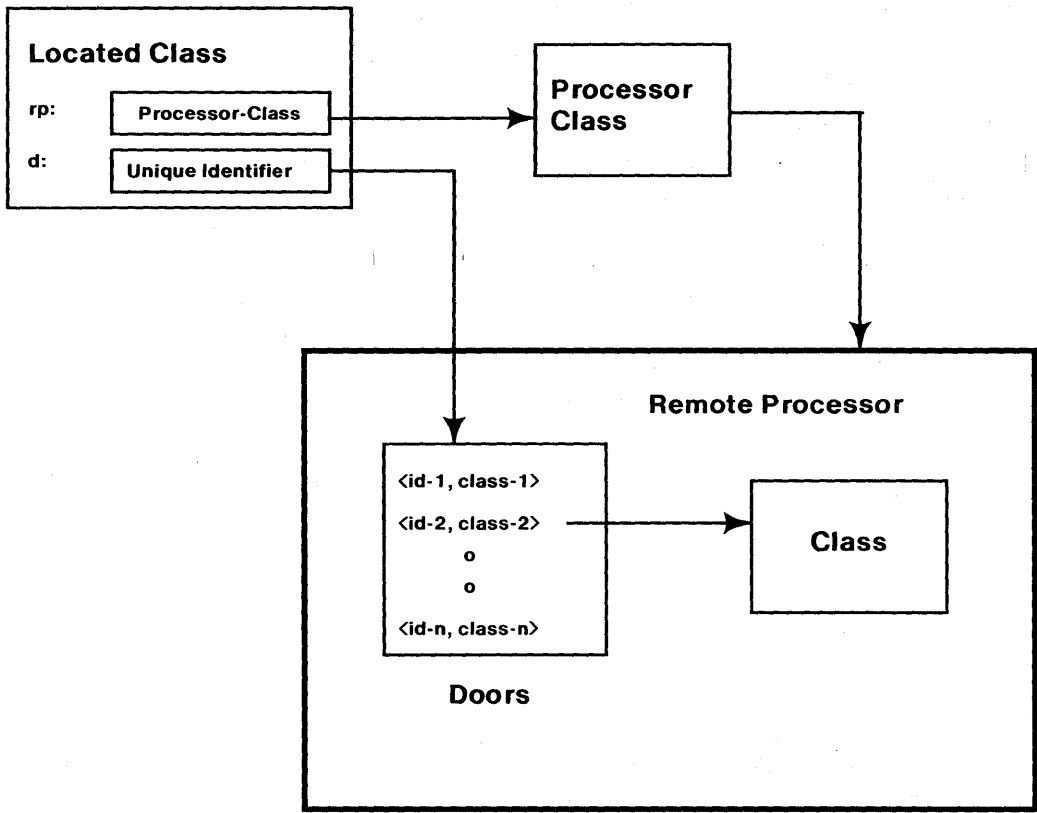 Located Class
rp:
Processor-Class
d:
Unique Identifier
Processor
Class
Remote Processor
<id-1, class-1>
<id-2, class-2>
o
o
<id-n, class-n>
Class
Doors